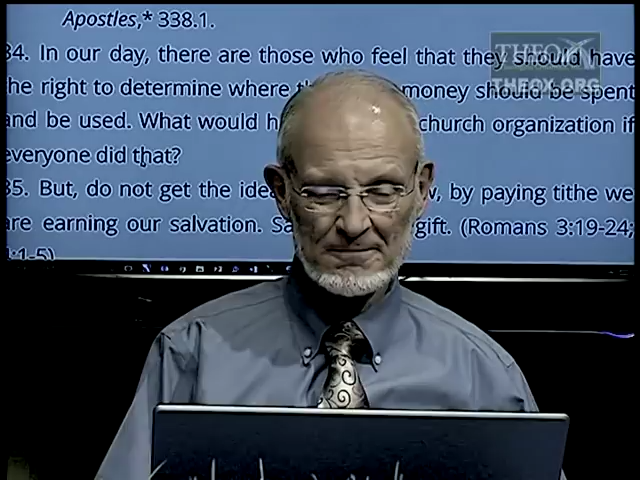 Apostles,* 338.1.
THEOX
THEOX.ORG
34. In our day, there are those who feel that they should have
the right to determine where money should be spent
and be used. What would church organization if
everyone did that?
35. But, do not get the by paying tithe we
are earning our salvation. gift. (Romans 3:19-24;
4:1-5)